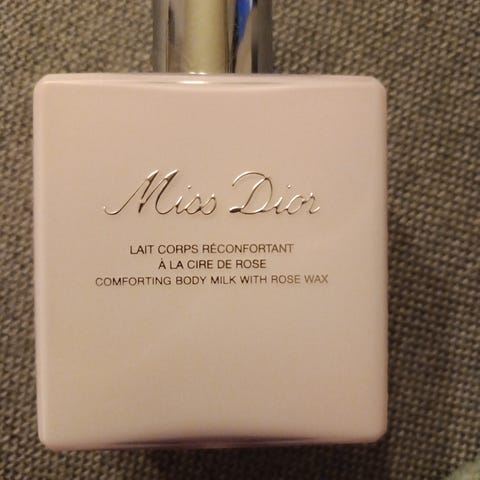 Miss Dior
LAIT CORPS RÉCONFORTANT
À LA CIRE DE ROSE
COMFORTING BODY MILK WITH ROSE WAX